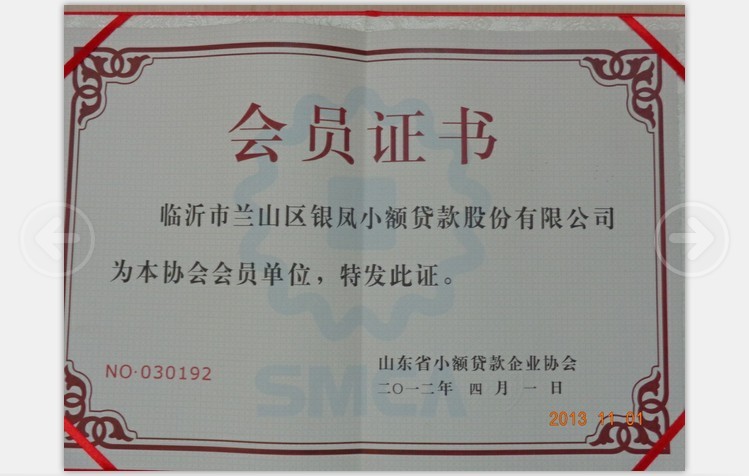 会员证书
临沂市兰山区银凤小额贷款股份有限公司
为本协会会员单位，特发此证。
NO·030192
山东省小额贷款企业协会
二〇一二年 四月一日
SMCA
2013 11 01